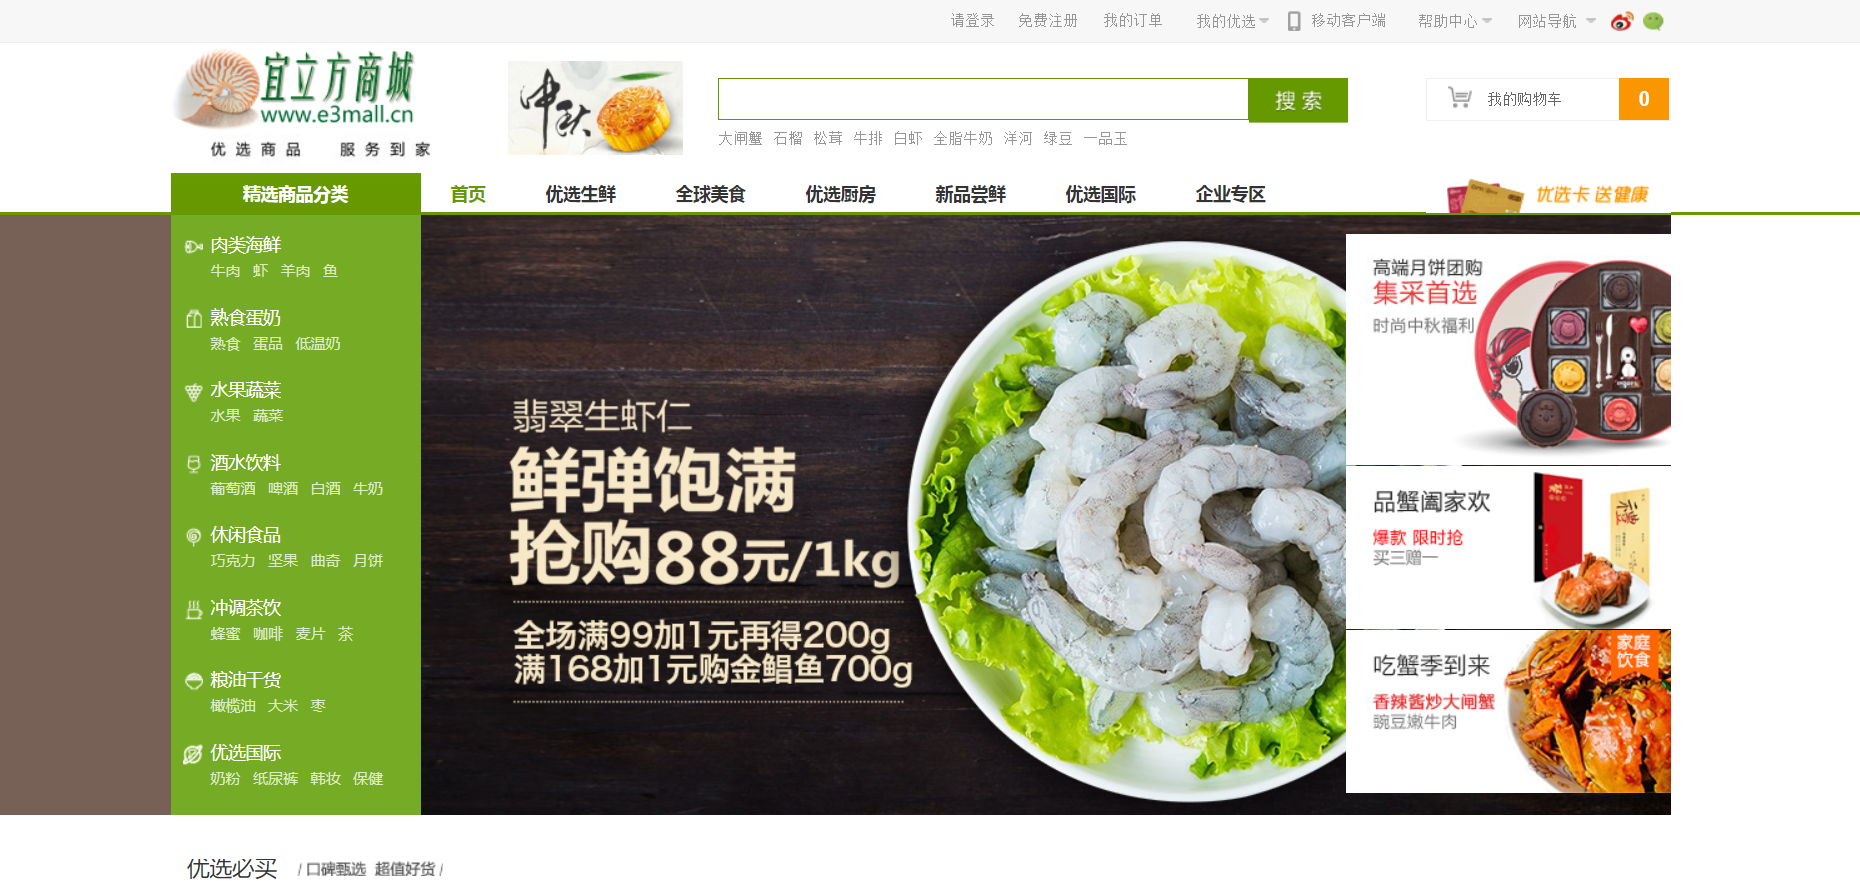 请登录 免费注册 我的订单 我的优选 移动客户端 帮助中心 网站导航
宜立方商城
www.e3mall.cn
优选商品 服务到家
中秋
搜索
我的购物车 0
大闸蟹 石榴 松茸 牛排 白虾 全脂牛奶 洋河 绿豆 一品玉
精选商品分类 首页 优选生鲜 全球美食 优选厨房 新品尝鲜 优选国际 企业专区
优选卡 送健康
肉类海鲜
牛肉 虾 羊肉 鱼
熟食蛋奶
熟食 蛋品 低温奶
水果蔬菜
水果 蔬菜
酒水饮料
葡萄酒 啤酒 白酒 牛奶
休闲食品
巧克力 坚果 曲奇 月饼
冲调茶饮
蜂蜜 咖啡 麦片 茶
粮油干货
橄榄油 大米 枣
优选国际
奶粉 纸尿裤 韩妆 保健
翡翠生虾仁
鲜弹饱满
抢购88元/1kg
全场满99加1元再得200g
满168加1元购金鲳鱼700g
高端月饼团购
集采首选
时尚中秋福利
品蟹阖家欢
爆款 限时抢
买三赠一
吃蟹季到来
香辣酱炒大闸蟹
豌豆嫩牛肉
家庭
饮食
优选必买 / 口碑甄选 超值好货 /